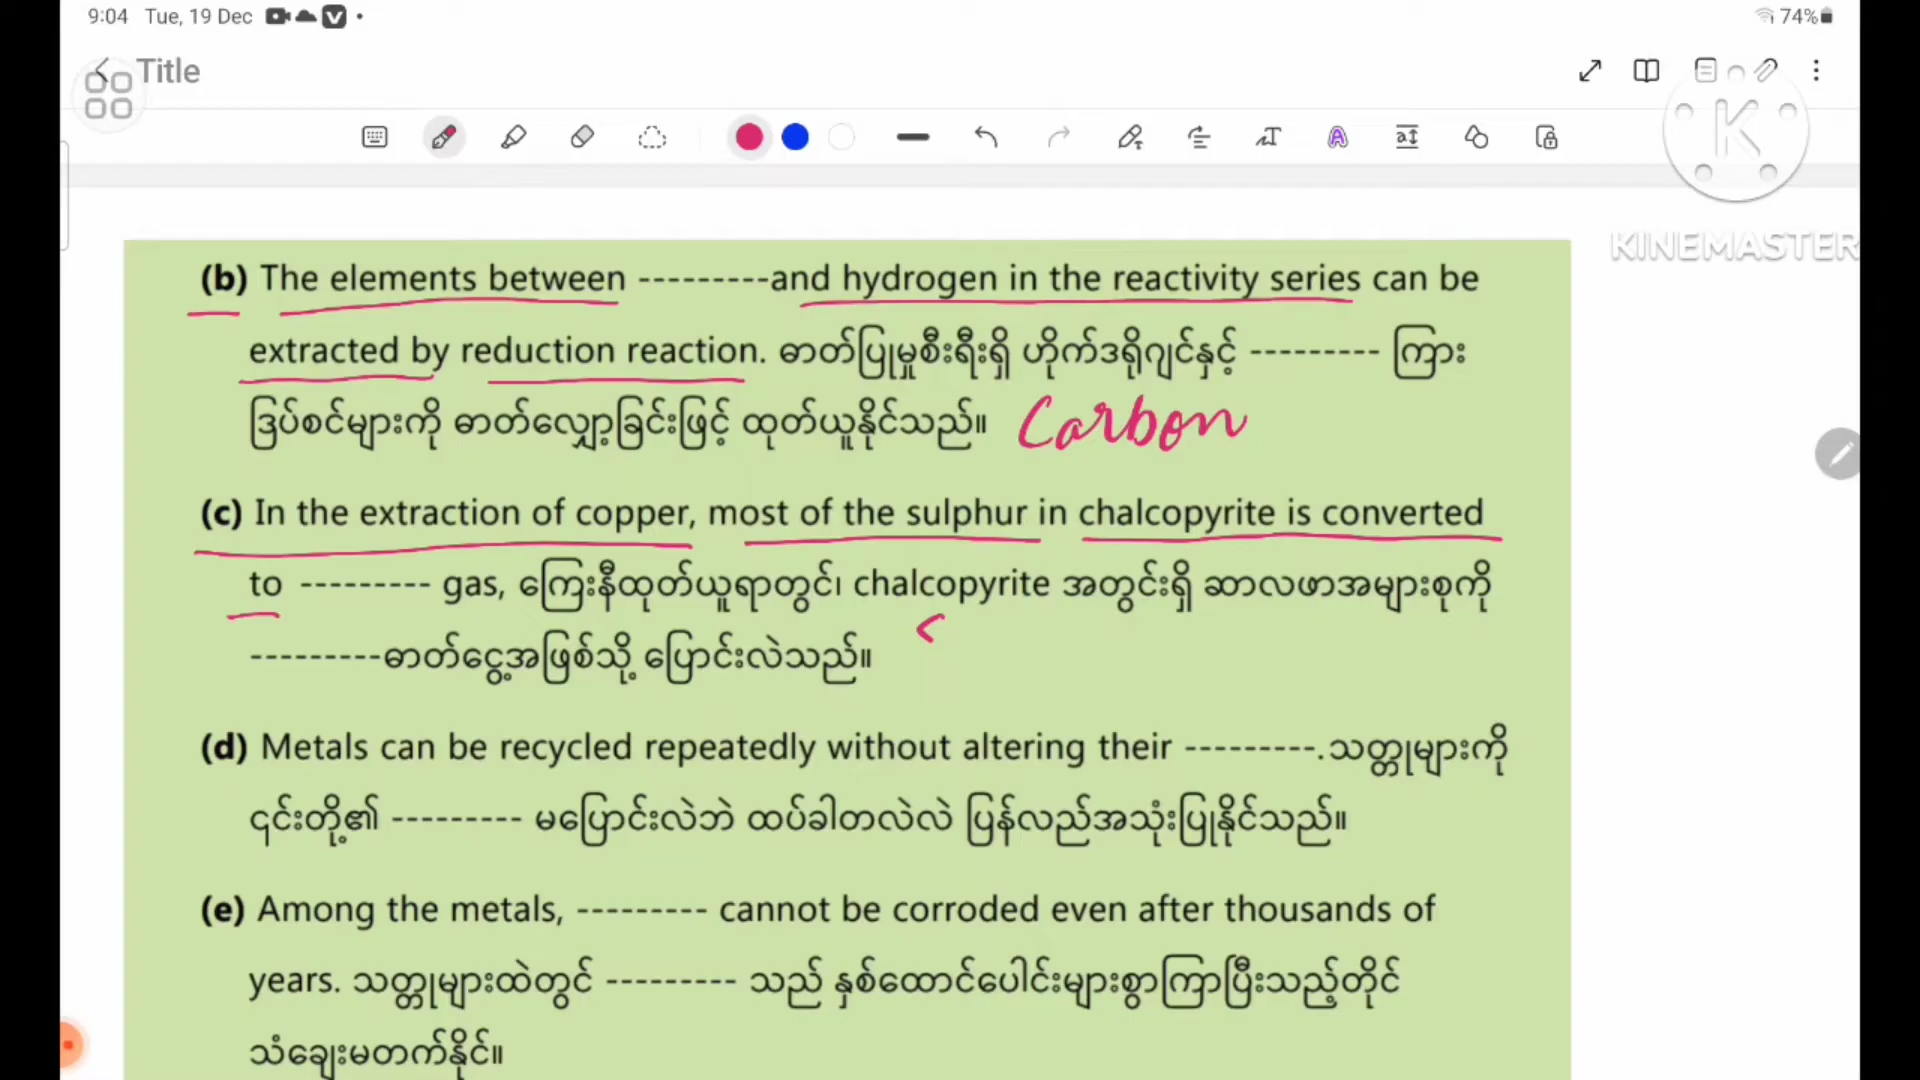 9:04 Tue, 19 Dec 74%
Title
KINEMASTER
(b) The elements between ---------and hydrogen in the reactivity series can be
extracted by reduction reaction. ဓာတ်ပြုမှုစီးရီးရှိ ဟိုက်ဒရိုဂျင်နှင့် --------- ကြား
ဒြပ်စင်များကို ဓာတ်လျှော့ခြင်းဖြင့် ထုတ်ယူနိုင်သည်။ Carbon
(c) In the extraction of copper, most of the sulphur in chalcopyrite is converted
to --------- gas, ကြေးနီထုတ်ယူရာတွင်၊ chalcopyrite အတွင်းရှိ ဆာလဖာအများစုကို
---------ဓာတ်ငွေ့အဖြစ်သို့ ပြောင်းလဲသည်။
(d) Metals can be recycled repeatedly without altering their ---------.သတ္တုများကို
၎င်းတို့၏ --------- မပြောင်းလဲဘဲ ထပ်ခါတလဲလဲ ပြန်လည်အသုံးပြုနိုင်သည်။
(e) Among the metals, --------- cannot be corroded even after thousands of
years. သတ္တုများထဲတွင် --------- သည် နှစ်ထောင်ပေါင်းများစွာကြာပြီးသည့်တိုင်
သံချေးမတက်နိုင်။